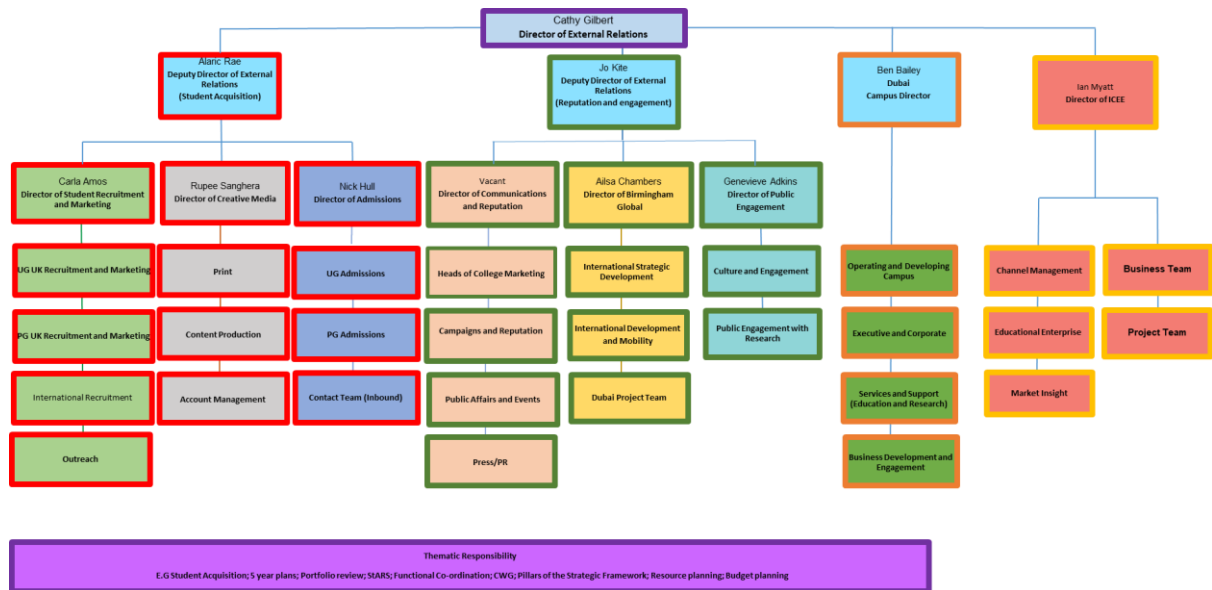 Cathy Gilbert
Director of External Relations
Alaric Rae
Deputy Director of External
Relations
(Student Acquisition)
Jo Kite
Deputy Director of External
Relations
(Reputation and engagement)
Ben Bailey
Dubai
Campus Director
Ian Myatt
Director of ICEE
Carla Amos
Director of Student Recruitment
and Marketing
Rupee Sanghera
Director of Creative Media
Nick Hull
Director of Admissions
Vacant
Director of Communications
and Reputation
Ailsa Chambers
Director of Birmingham
Global
Genevieve Adkins
Director of Public
Engagement
UG UK Recruitment and Marketing
Print
UG Admissions
Heads of College Marketing
International Strategic
Development
Culture and Engagement
Operating and Developing
Campus
Channel Management
Business Team
PG UK Recruitment and Marketing
Content Production
PG Admissions
Campaigns and Reputation
International Development
and Mobility
Public Engagement with
Research
Executive and Corporate
Educational Enterprise
Project Team
International Recruitment
Account Management
Contact Team (Inbound)
Public Affairs and Events
Dubai Project Team
Services and Support
(Education and Research)
Market Insight
Outreach
Press/PR
Business Development and
Engagement
Thematic Responsibility
E.G Student Acquisition; 5 year plans; Portfolio review; StARS; Functional Co-ordination; CWG; Pillars of the Strategic Framework; Resource planning; Budget planning